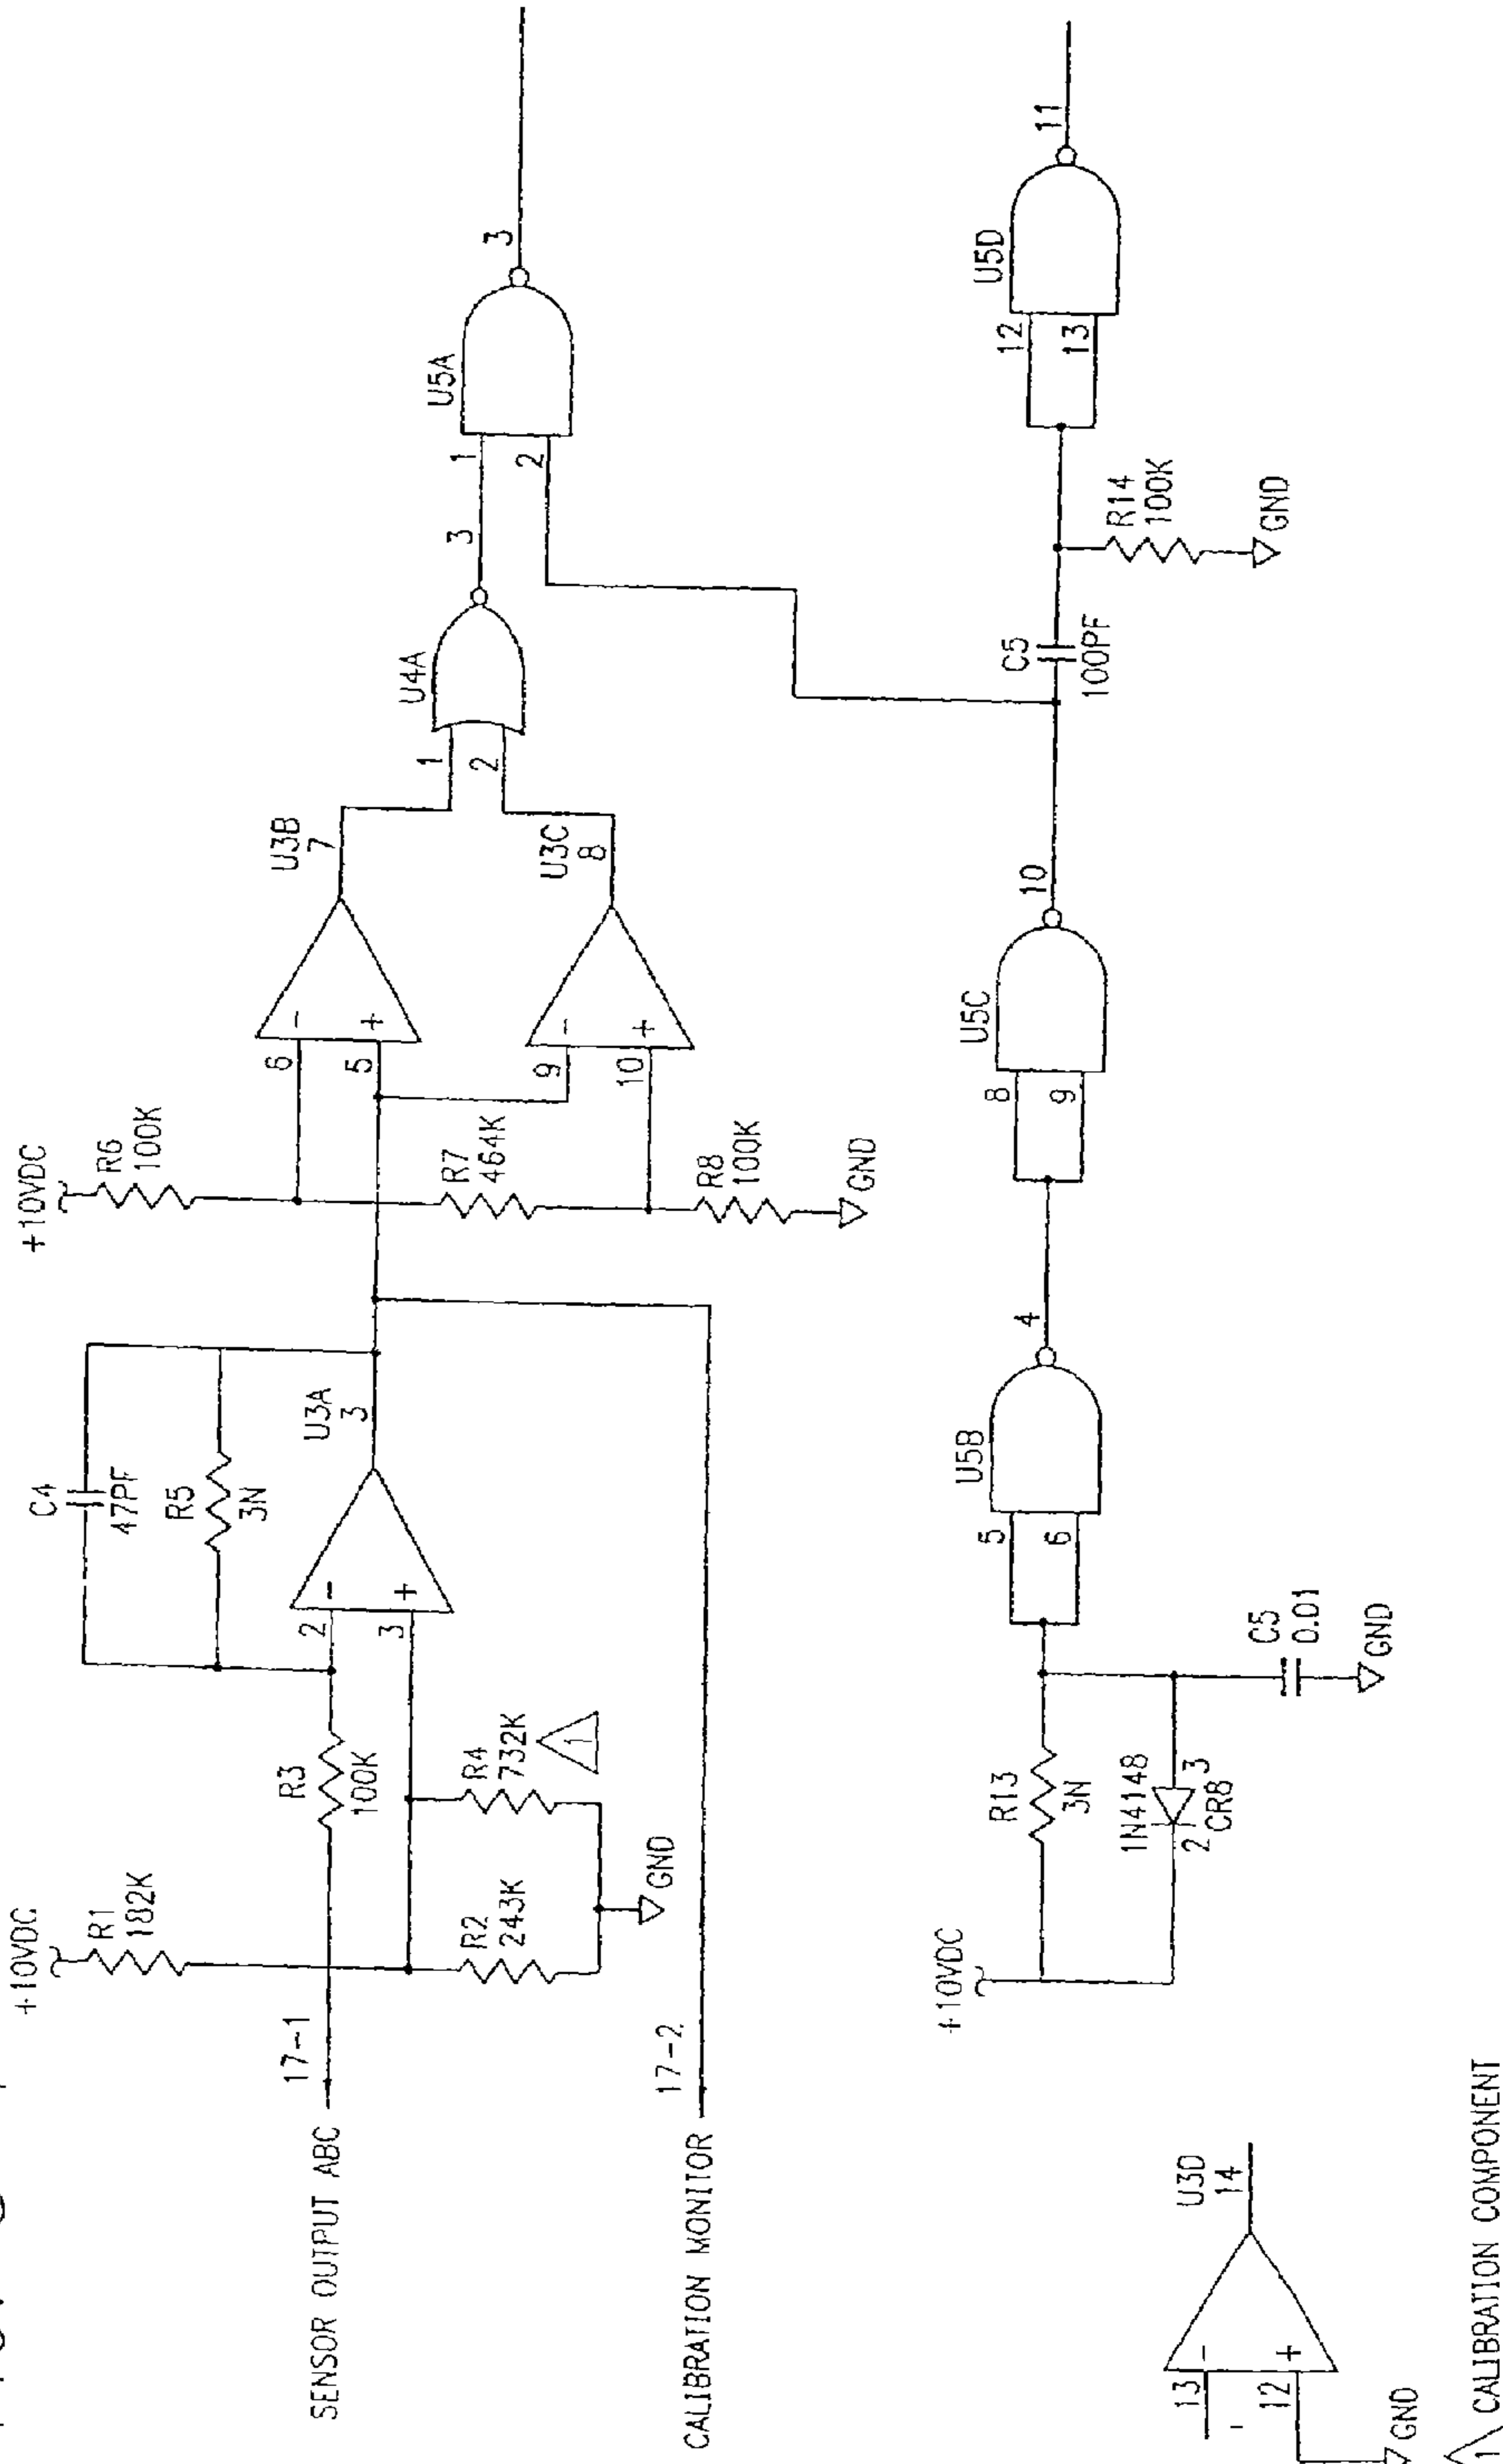 +10VDC
R1
182K
SENSOR OUTPUT ABC
17-1
R3
100K
R2
243K
R4
732K
1
GND
C4
47PF
R5
3N
2
3
-
+
U3A
3
CALIBRATION MONITOR
17-2
+10VDC
R6
100K
R7
464K
R8
100K
GND
6
5
-
+
U3B
7
9
10
-
+
U3C
8
1
2
U4A
3
1
2
U5A
3
+10VDC
R13
3N
1N4148
2
3
CR8
C5
0.01
GND
5
6
U5B
4
8
9
U5C
10
C5
100PF
R14
100K
GND
12
13
U5D
11
13
12
-
+
U3D
14
GND
1 CALIBRATION COMPONENT